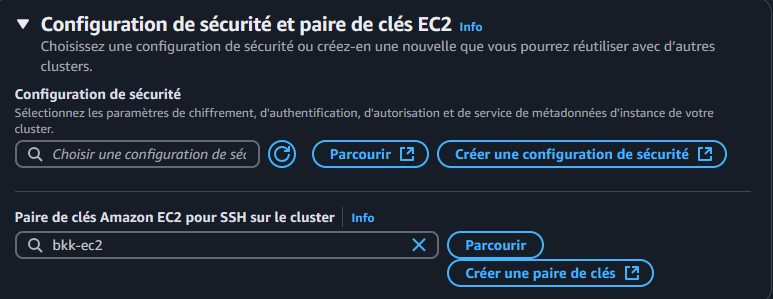 Configuration de sécurité et paire de clés EC2 Info
Choisissez une configuration de sécurité ou créez-en une nouvelle que vous pourrez réutiliser avec d'autres
clusters.
Configuration de sécurité
Sélectionnez les paramètres de chiffrement, d'authentification, d'autorisation et de service de métadonnées d'instance de votre
cluster.
Choisir une configuration de séc
Parcourir
Créer une configuration de sécurité
Paire de clés Amazon EC2 pour SSH sur le cluster Info
bkk-ec2
Parcourir
Créer une paire de clés